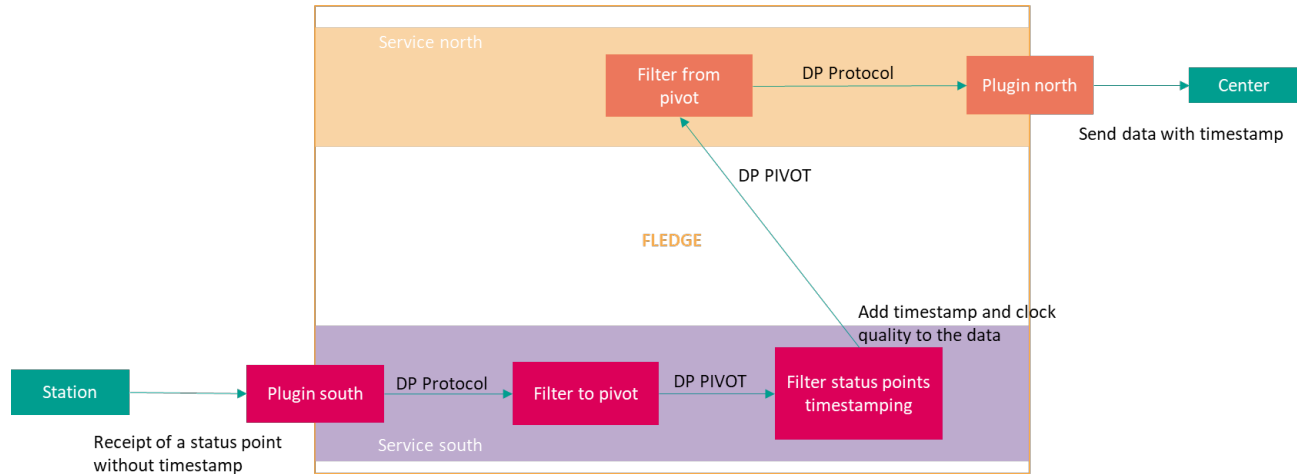 Service north
Filter from
pivot
DP Protocol
Plugin north
Center
Send data with timestamp
DP PIVOT
FLEDGE
Add timestamp and clock
quality to the data
Station
Plugin south
DP Protocol
Filter to pivot
DP PIVOT
Filter status points
timestamping
Receipt of a status point
without timestamp
Service south